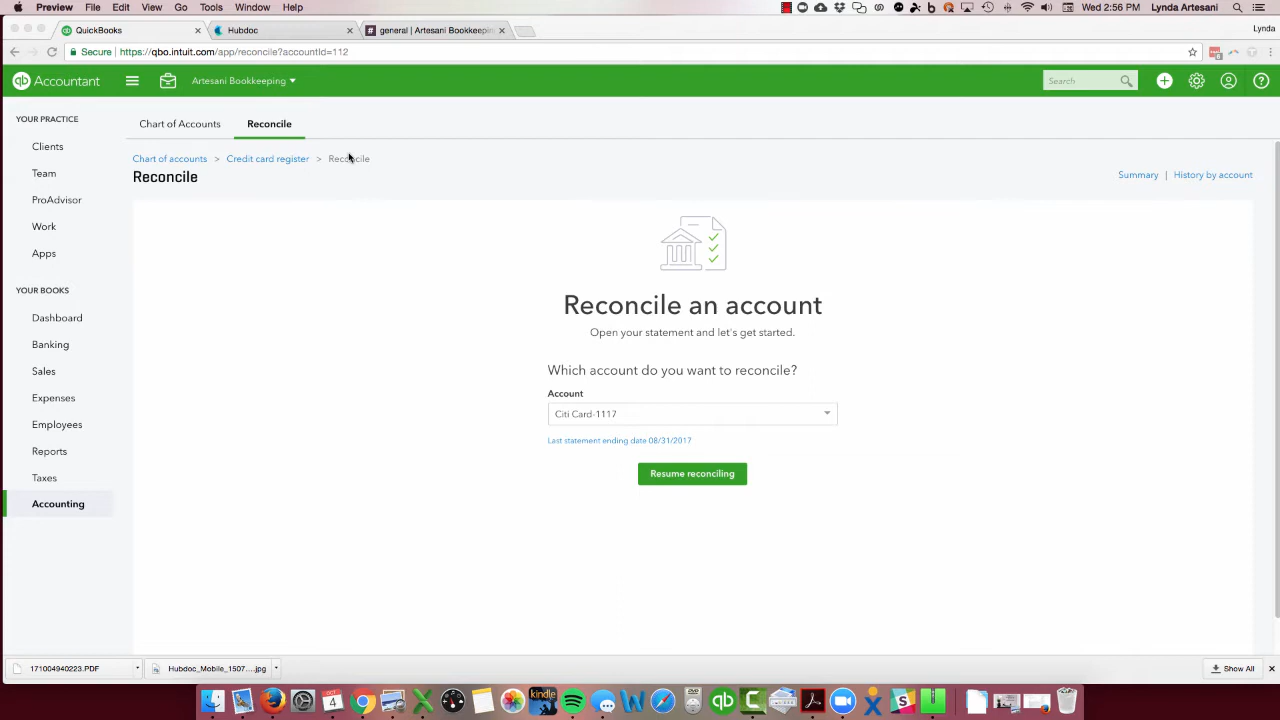 Preview File Edit View Go Tools Window Help
Wed 2:56 PM Lynda Artesani
QuickBooks Hubdoc general | Artesani Bookkeepin Lynda
Secure https://qbo.intuit.com/app/reconcile?accountId=112
qb Accountant Artesani Bookkeeping Search
YOUR PRACTICE
Clients
Team
ProAdvisor
Work
Apps
YOUR BOOKS
Dashboard
Banking
Sales
Expenses
Employees
Reports
Taxes
Accounting
Chart of Accounts Reconcile
Chart of accounts > Credit card register > Reconcile
Reconcile
Summary | History by account
Reconcile an account
Open your statement and let's get started.
Which account do you want to reconcile?
Account
Citi Card-1117
Last statement ending date 08/31/2017
Resume reconciling
171004940223.PDF Hubdoc_Mobile_1507....jpg Show All
kindle